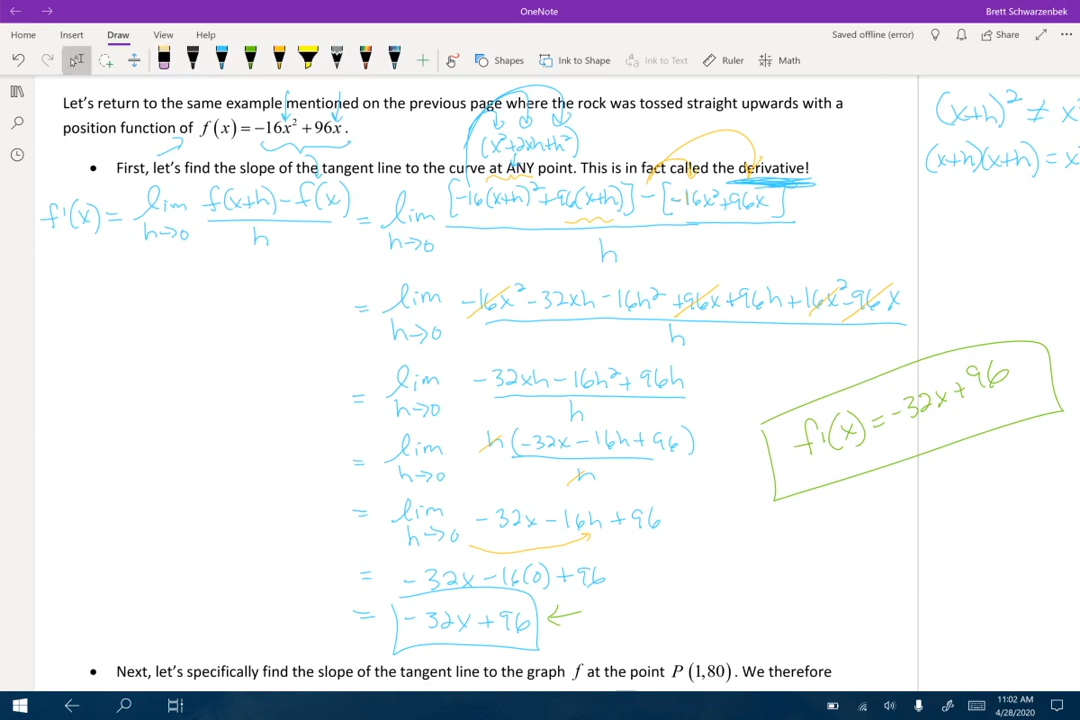 OneNote
Brett Schwarzenbek
Home Insert Draw View Help
Saved offline (error) Share
Shapes Ink to Shape Ink to Text Ruler Math
Let's return to the same example mentioned on the previous page where the rock was tossed straight upwards with a
position function of f(x) = −16x² + 96x.
(x+h)² ≠ x
(x+h)(x+h) = x
(x²+2xh+h²)
• First, let's find the slope of the tangent line to the curve at ANY point. This is in fact called the derivative!
f'(x) = lim h→0 f(x+h) - f(x) / h = lim h→0 [-16(x+h)² + 96(x+h)] - [-16x² + 96x] / h
= lim h→0 -16x² - 32xh - 16h² + 96x + 96h + 16x² - 96x / h
= lim h→0 -32xh - 16h² + 96h / h
f'(x) = -32x + 96
= lim h→0 h(-32x - 16h + 96) / h
= lim h→0 -32x - 16h + 96
= -32x - 16(0) + 96
= -32x + 96
• Next, let's specifically find the slope of the tangent line to the graph f at the point P(1,80). We therefore
11:02 AM
4/28/2020